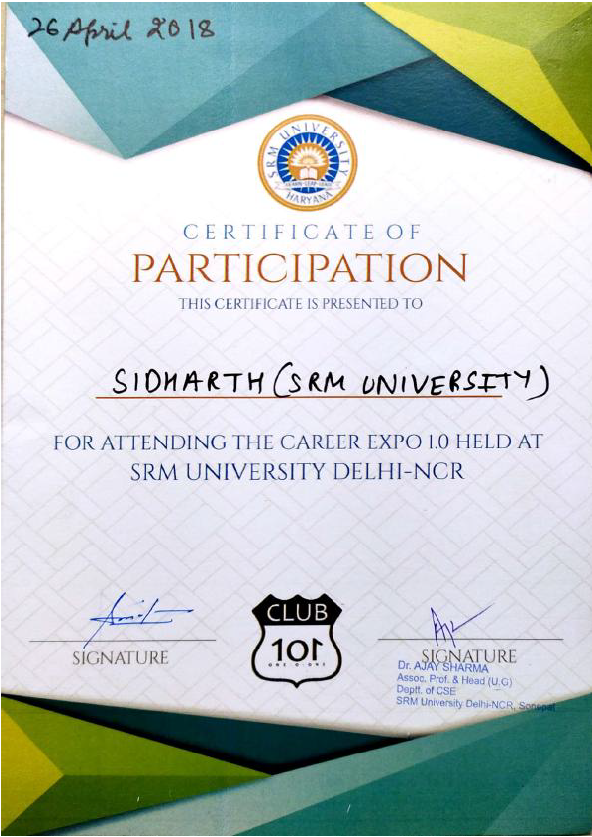 26 April 2018
SRM UNIVERSITY
LEARN LEAP LEAD
HARYANA
CERTIFICATE OF
PARTICIPATION
THIS CERTIFICATE IS PRESENTED TO
SIDHARTH (SRM UNIVERSITY)
FOR ATTENDING THE CAREER EXPO 1.0 HELD AT
SRM UNIVERSITY DELHI-NCR
CLUB
101
ONE O ONE
SIGNATURE
SIGNATURE
Dr. AJAY SHARMA
Assoc. Prof. & Head (U.G)
Deptt. of CSE
SRM University Delhi-NCR, Sonepat